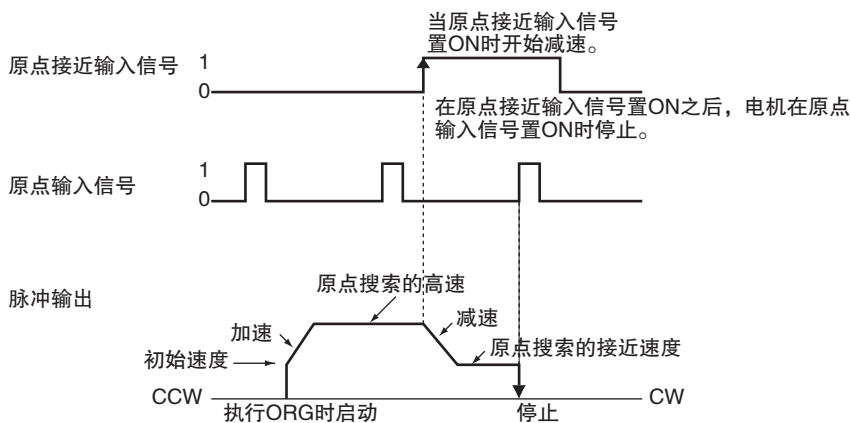 当原点接近输入信号
置ON时开始减速。
原点接近输入信号
1
0
在原点接近输入信号置ON之后，电机在原点
输入信号置ON时停止。
原点输入信号
1
0
脉冲输出
原点搜索的高速
加速
减速
初始速度
原点搜索的接近速度
CCW
CW
执行ORG时启动
停止